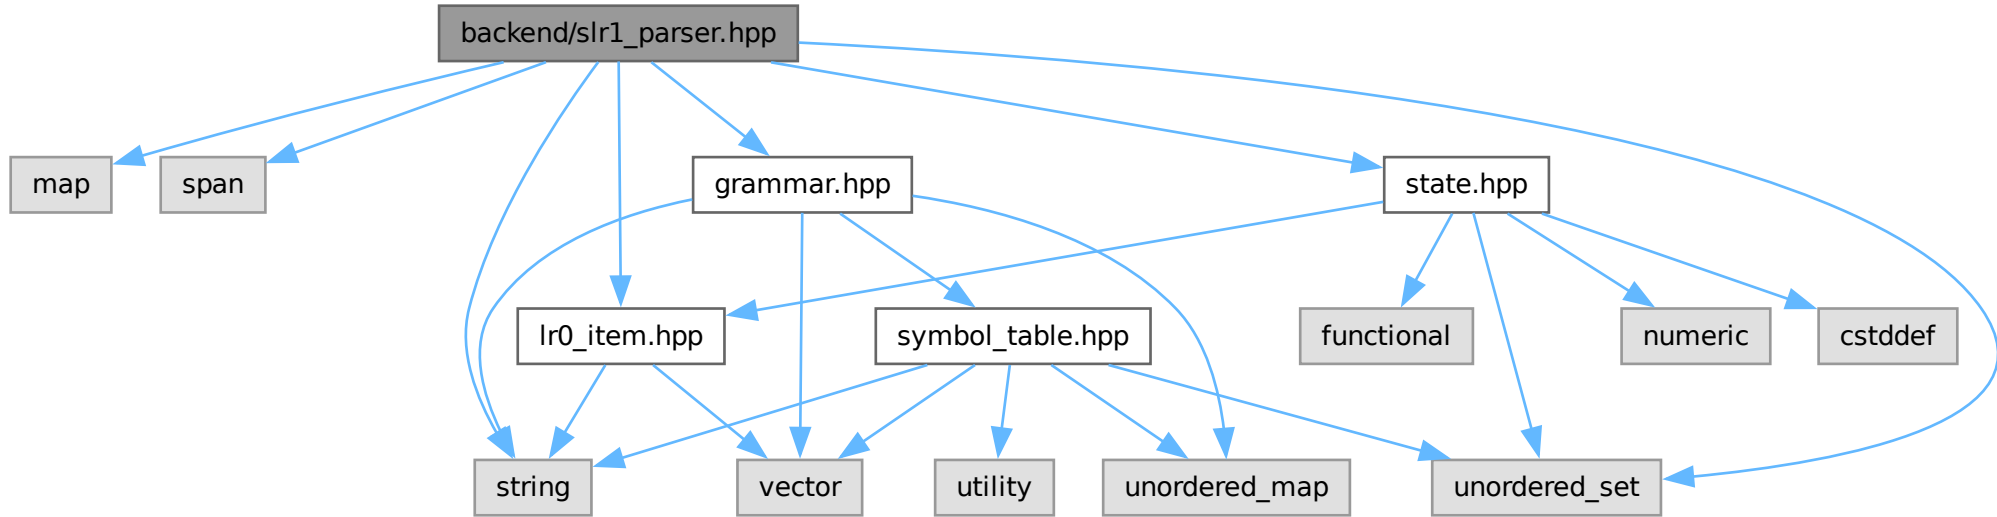 backend/slr1_parser.hpp
map
span
grammar.hpp
state.hpp
lr0_item.hpp
symbol_table.hpp
functional
numeric
cstddef
string
vector
utility
unordered_map
unordered_set